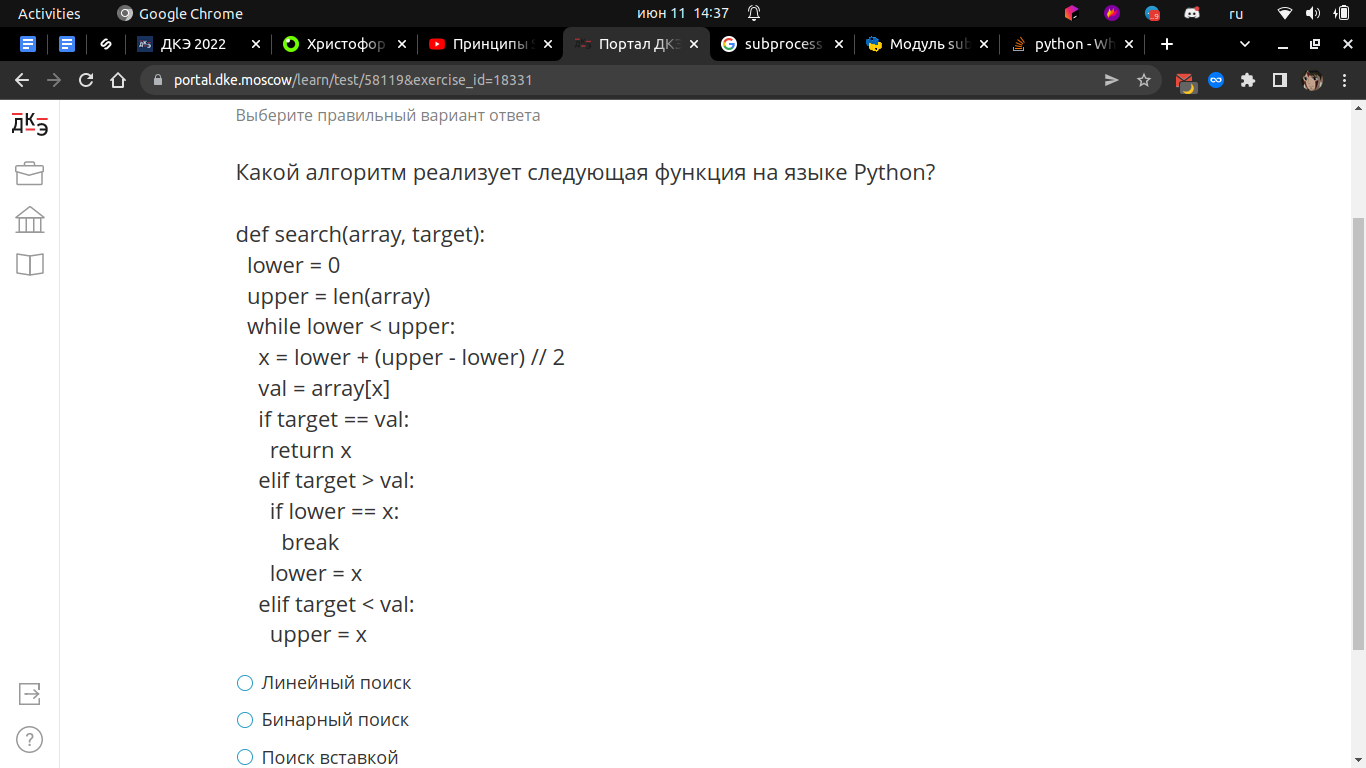 Activities
Google Chrome
июн 11 14:37
ru
ДКЭ 2022
Христофор
Принципы
Портал ДКЭ
subprocess
Модуль sub
python - Wh
portal.dke.moscow/learn/test/58119&exercise_id=18331
ДКЭ
Выберите правильный вариант ответа
Какой алгоритм реализует следующая функция на языке Python?
def search(array, target):
lower = 0
upper = len(array)
while lower < upper:
x = lower + (upper - lower) // 2
val = array[x]
if target == val:
return x
elif target > val:
if lower == x:
break
lower = x
elif target < val:
upper = x
Линейный поиск
Бинарный поиск
Поиск вставкой